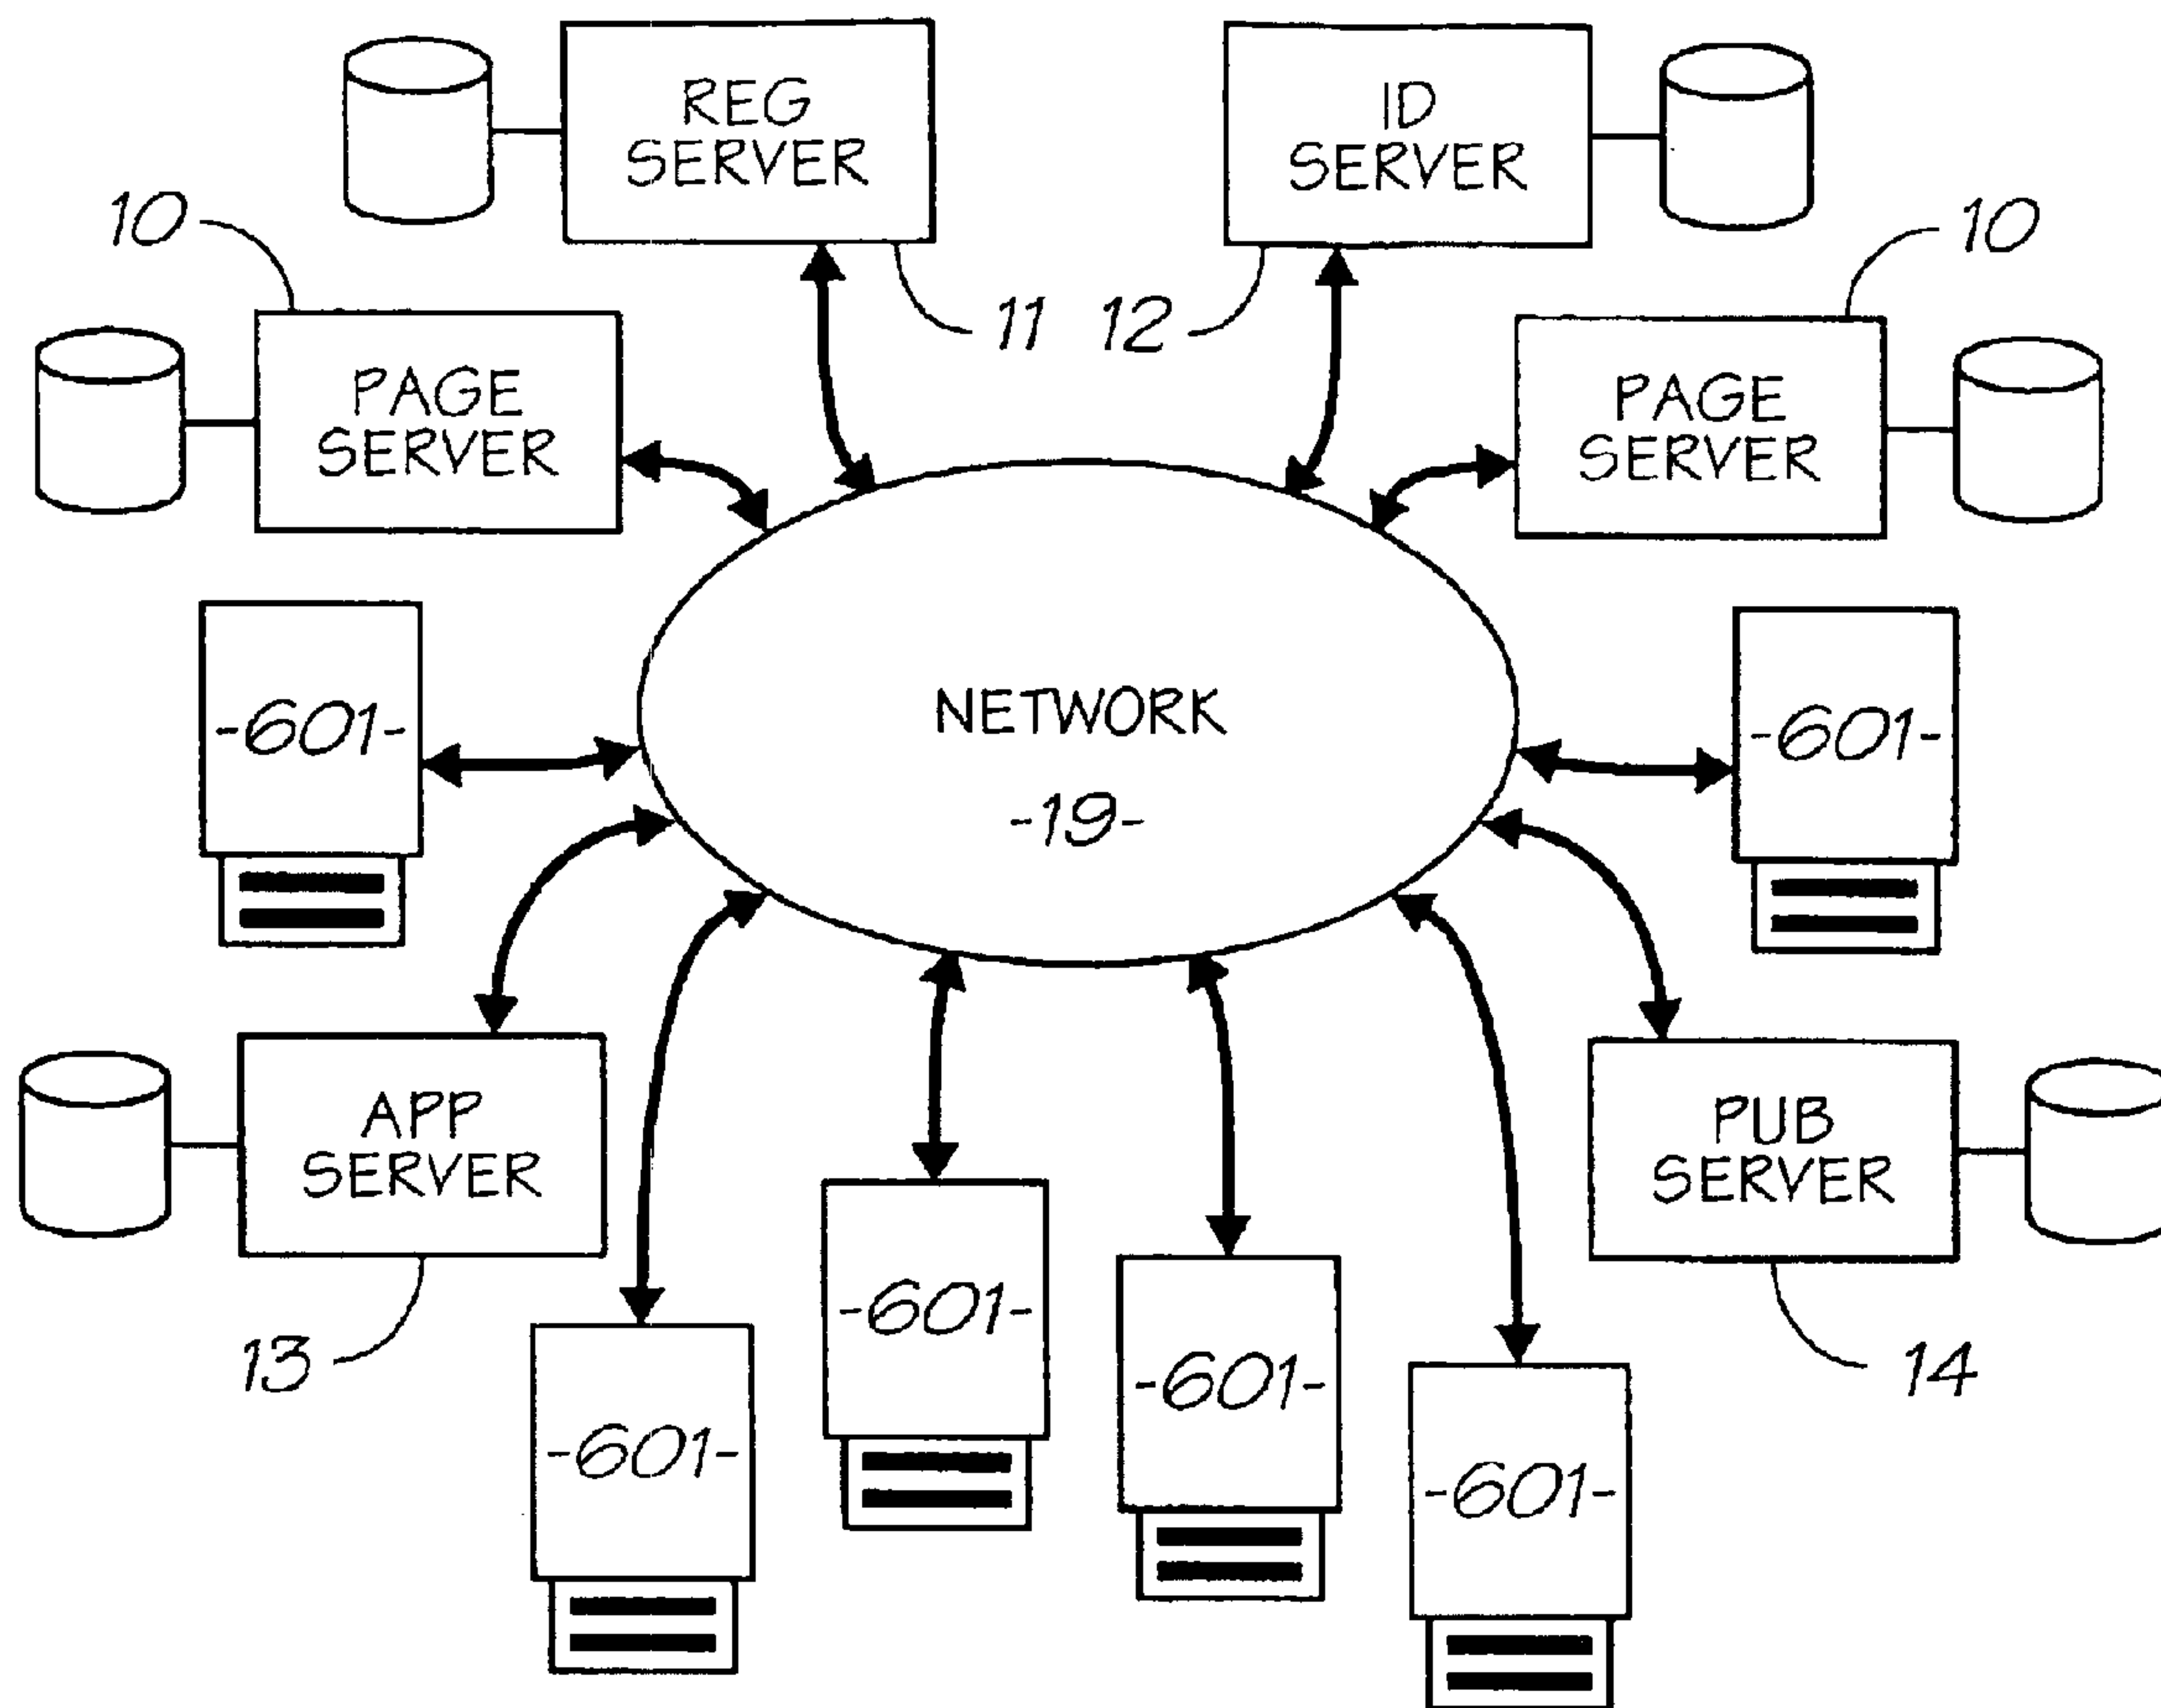 REG
SERVER
ID
SERVER
10
10
11
12
PAGE
SERVER
PAGE
SERVER
-601-
NETWORK
-19-
-601-
APP
SERVER
PUB
SERVER
13
-601-
-601-
-601-
-601-
14